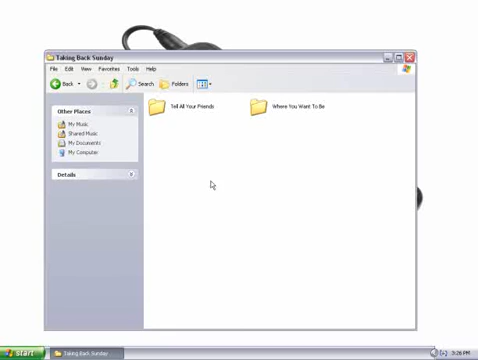 Taking Back Sunday
File Edit View Favorites Tools Help
Back Search Folders
Other Places
My Music
Shared Music
My Documents
My Computer
Details
Tell All Your Friends
Where You Want To Be
start Taking Back Sunday 3:26 PM